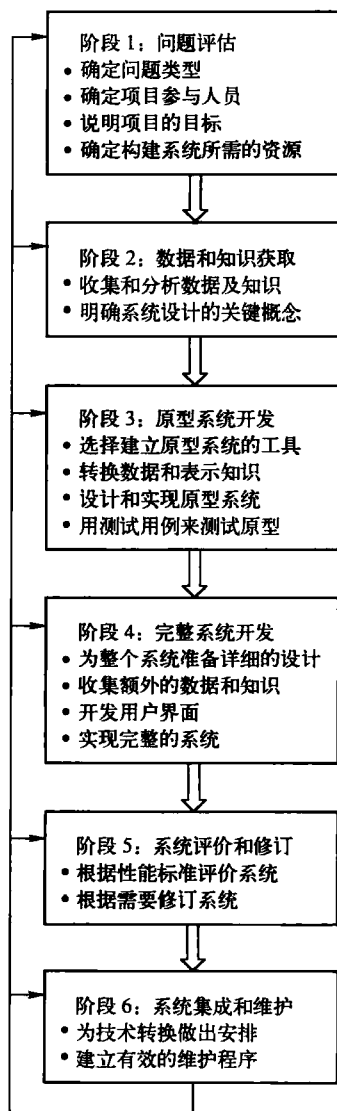 阶段 1：问题评估
• 确定问题类型
• 确定项目参与人员
• 说明项目的目标
• 确定构建系统所需的资源
阶段 2：数据和知识获取
• 收集和分析数据及知识
• 明确系统设计的关键概念
阶段 3：原型系统开发
• 选择建立原型系统的工具
• 转换数据和表示知识
• 设计和实现原型系统
• 用测试用例来测试原型
阶段 4：完整系统开发
• 为整个系统准备详细的设计
• 收集额外的数据和知识
• 开发用户界面
• 实现完整的系统
阶段 5：系统评价和修订
• 根据性能标准评价系统
• 根据需要修订系统
阶段 6：系统集成和维护
• 为技术转换做出安排
• 建立有效的维护程序